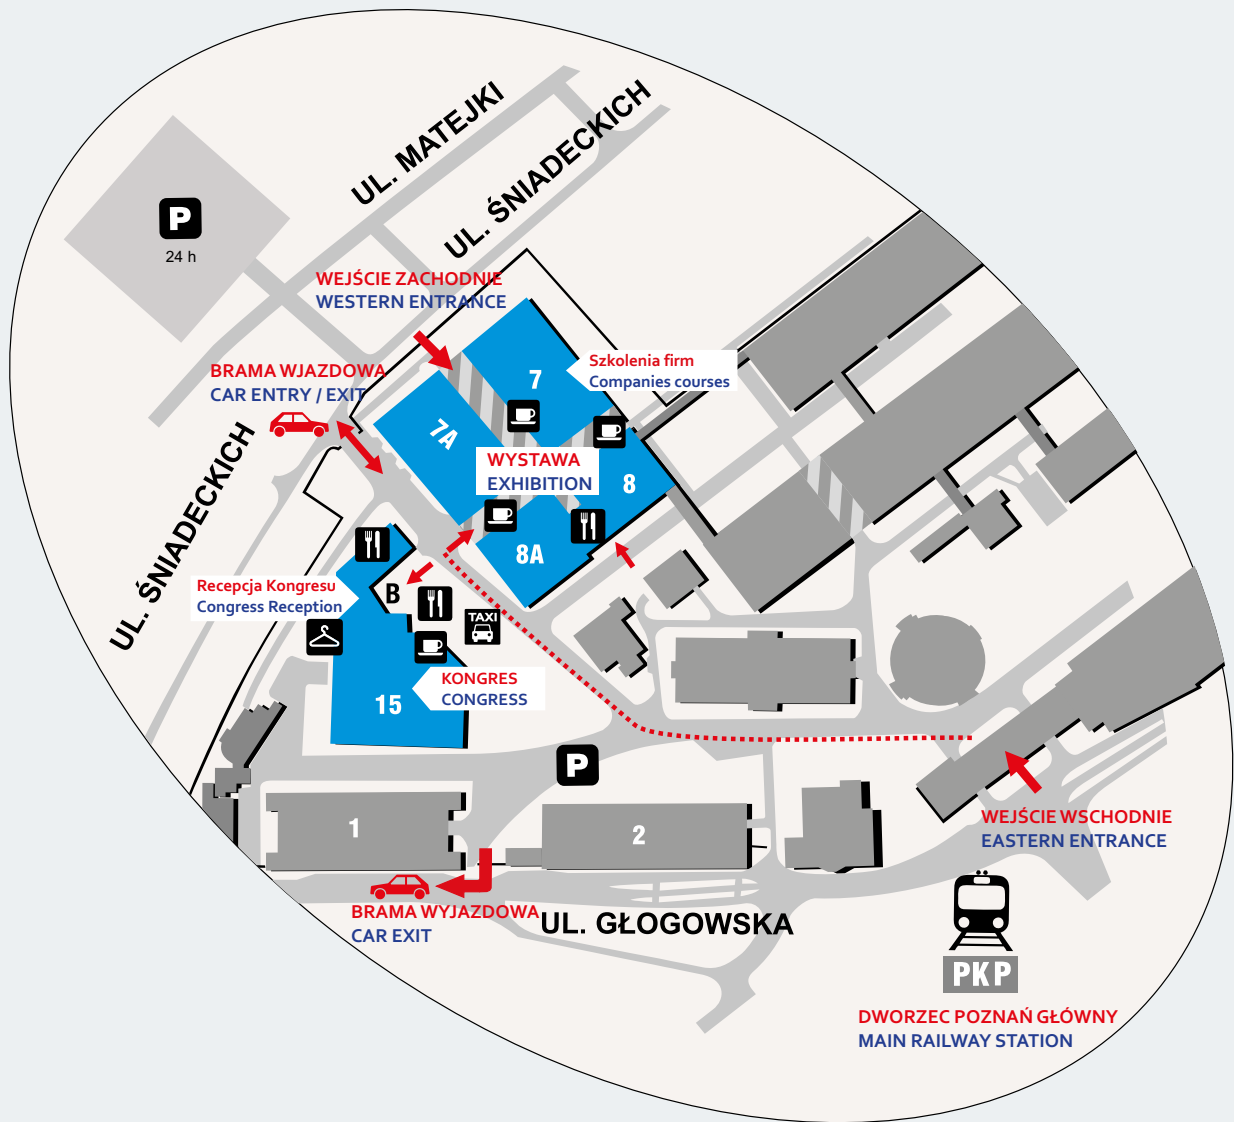 UL. MATEJKI
UL. ŚNIADECKICH
P
24 h
WEJŚCIE ZACHODNIE
WESTERN ENTRANCE
BRAMA WJAZDOWA
CAR ENTRY / EXIT
7
Szkolenia firm
Companies courses
7A
WYSTAWA
EXHIBITION
8
8A
UL. ŚNIADECKICH
Recepcja Kongresu
Congress Reception
B
TAXI
KONGRES
CONGRESS
15
P
1
2
WEJŚCIE WSCHODNIE
EASTERN ENTRANCE
BRAMA WYJAZDOWA
CAR EXIT
UL. GŁOGOWSKA
PKP
DWORZEC POZNAŃ GŁÓWNY
MAIN RAILWAY STATION